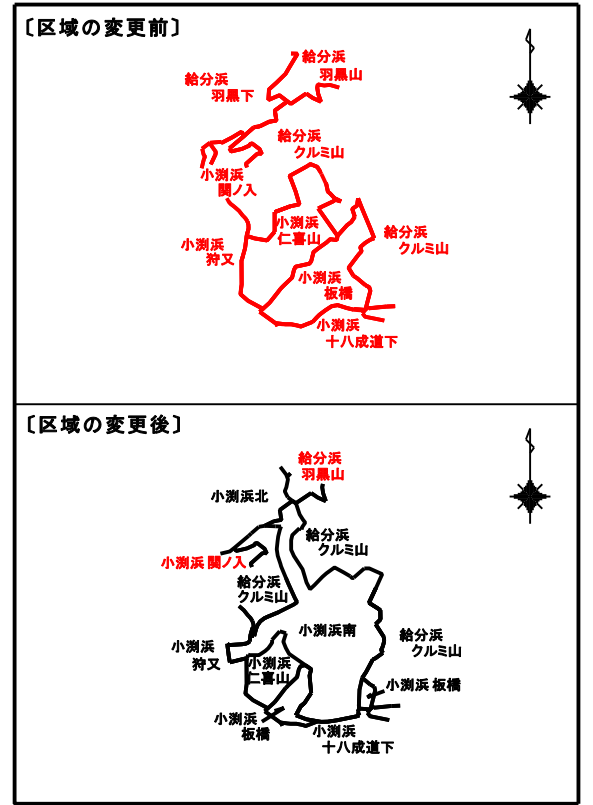 〔区域の変更前〕
給分浜
羽黒山
給分浜
羽黒下
給分浜
クルミ山
小渕浜
関ノ入
小渕浜
仁喜山
給分浜
クルミ山
小渕浜
狩又
小渕浜
板橋
小渕浜
十八成道下
〔区域の変更後〕
給分浜
羽黒山
小渕浜北
給分浜
クルミ山
小渕浜 関ノ入
給分浜
クルミ山
小渕浜南
給分浜
クルミ山
小渕浜
狩又
小渕浜
仁喜山
小渕浜 板橋
小渕浜
板橋
小渕浜
十八成道下